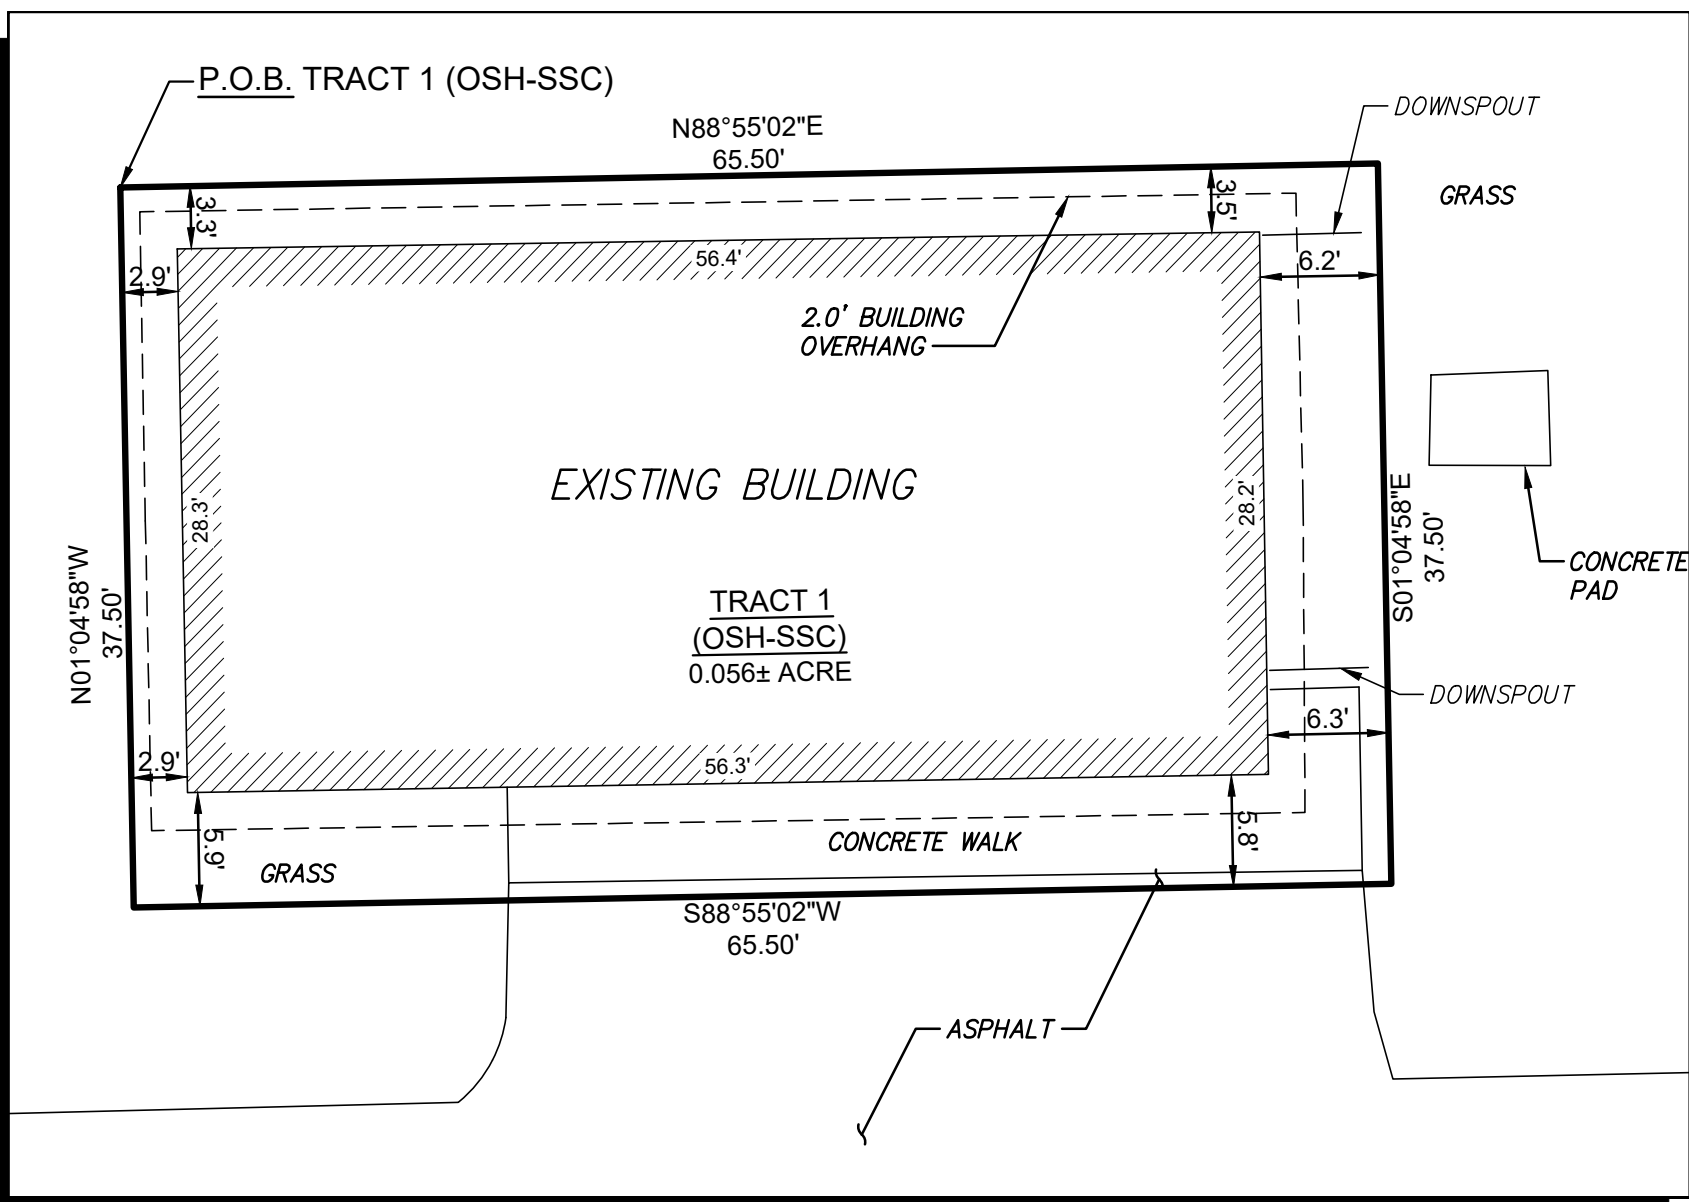 P.O.B. TRACT 1 (OSH-SSC)
DOWNSPOUT
N88°55'02"E
65.50'
GRASS
3.3'
3.5'
56.4'
2.9'
6.2'
2.0' BUILDING
OVERHANG
EXISTING BUILDING
28.3'
28.2'
S01°04'58"E
37.50'
N01°04'58"W
37.50'
CONCRETE
PAD
TRACT 1
(OSH-SSC)
0.056± ACRE
DOWNSPOUT
6.3'
2.9'
56.3'
5.9'
5.8'
CONCRETE WALK
GRASS
S88°55'02"W
65.50'
ASPHALT